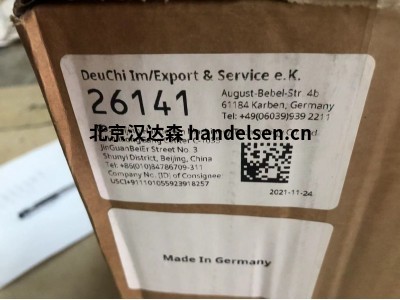 DeuChi Im/Export & Service e.K.
26141
August-Bebel-Str. 4b
61184 Karben, Germany
Tel: +49(06039)939 2211
北京汉达森 handelsen.cn
JinGuanBeiEr Street No. 3
Shunyi District, Beijing, China
+86(010)84786709-311
Company No. (ID) of Consignee:
USCI+911101055923918257
2021-11-24
Made In Germany